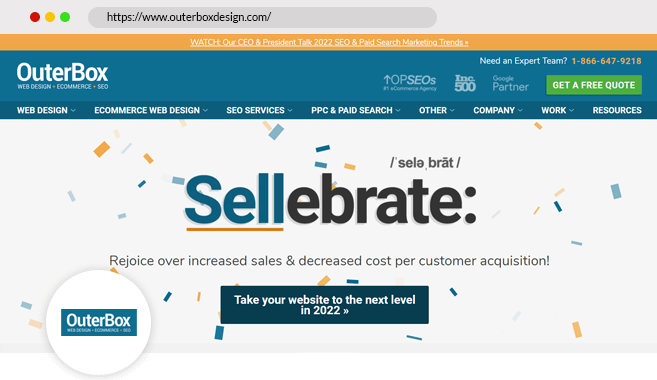 https://www.outerboxdesign.com/
WATCH: Our CEO & President Talk 2022 SEO & Paid Search Marketing Trends »
Need an Expert Team? 1-866-647-9218
OuterBox
WEB DESIGN + ECOMMERCE + SEO
TOPSEOs
#1 eCommerce Agency
Inc.
500
Google
Partner
GET A FREE QUOTE
WEB DESIGN ECOMMERCE WEB DESIGN SEO SERVICES PPC & PAID SEARCH OTHER COMPANY WORK RESOURCES
/ˈseləˌbrāt /
Sellebrate:
Rejoice over increased sales & decreased cost per customer acquisition!
Take your website to the next level
in 2022 »
OuterBox
WEB DESIGN + ECOMMERCE + SEO